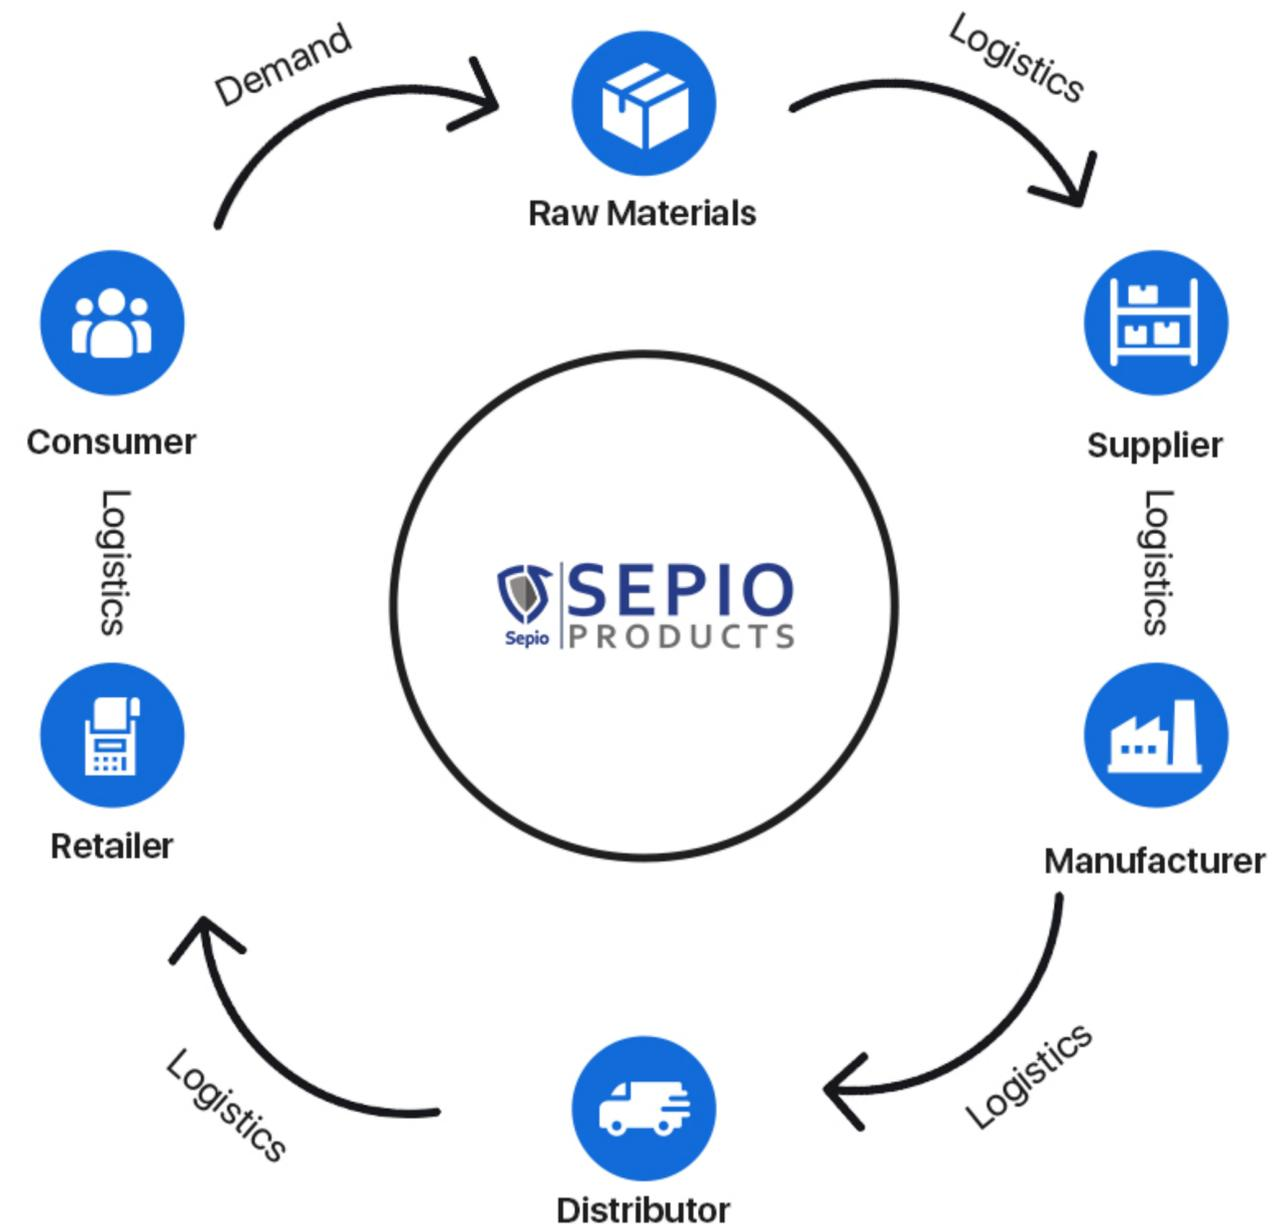 Demand
Logistics
Raw Materials
Consumer
Supplier
Logistics
Logistics
SEPIO
Sepio
PRODUCTS
Retailer
Manufacturer
Logistics
Logistics
Distributor